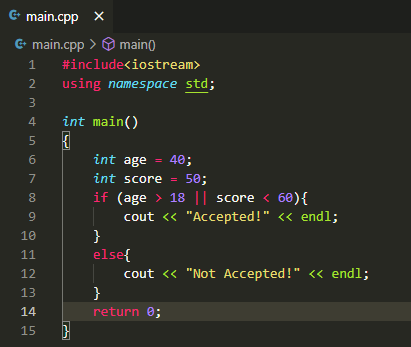 main.cpp ×
main.cpp > main()
1 #include<iostream>
2 using namespace std;
3
4 int main()
5 {
6     int age = 40;
7     int score = 50;
8     if (age > 18 || score < 60){
9         cout << "Accepted!" << endl;
10     }
11     else{
12         cout << "Not Accepted!" << endl;
13     }
14     return 0;
15 }